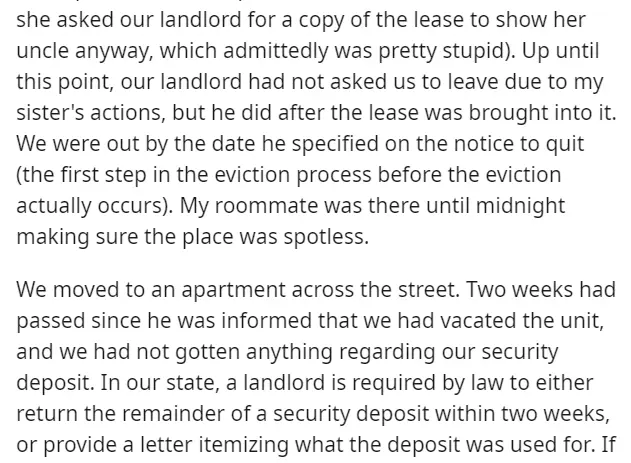 she asked our landlord for a copy of the lease to show her
uncle anyway, which admittedly was pretty stupid). Up until
this point, our landlord had not asked us to leave due to my
sister's actions, but he did after the lease was brought into it.
We were out by the date he specified on the notice to quit
(the first step in the eviction process before the eviction
actually occurs). My roommate was there until midnight
making sure the place was spotless.
We moved to an apartment across the street. Two weeks had
passed since he was informed that we had vacated the unit,
and we had not gotten anything regarding our security
deposit. In our state, a landlord is required by law to either
return the remainder of a security deposit within two weeks,
or provide a letter itemizing what the deposit was used for. If